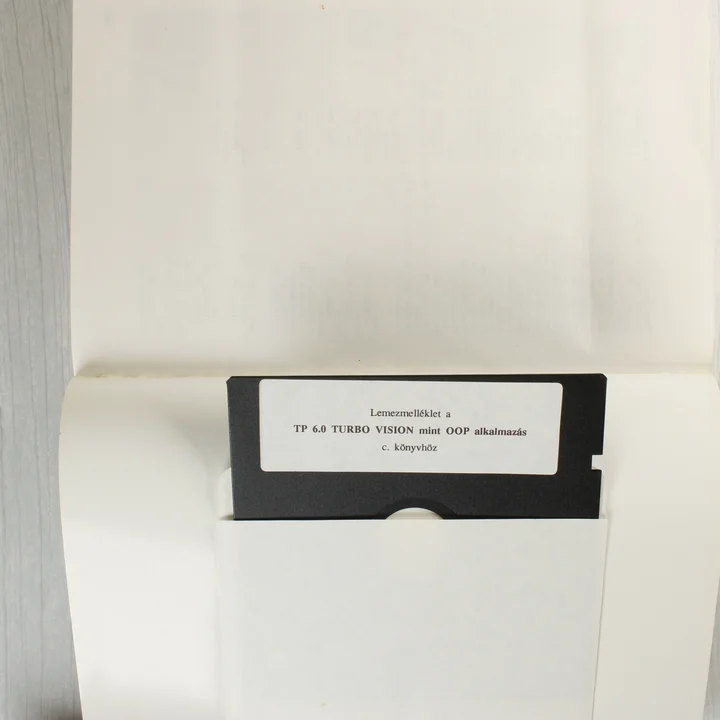 Lemezmelléklet a
TP 6.0 TURBO VISION mint OOP alkalmazás
c. könyvhöz